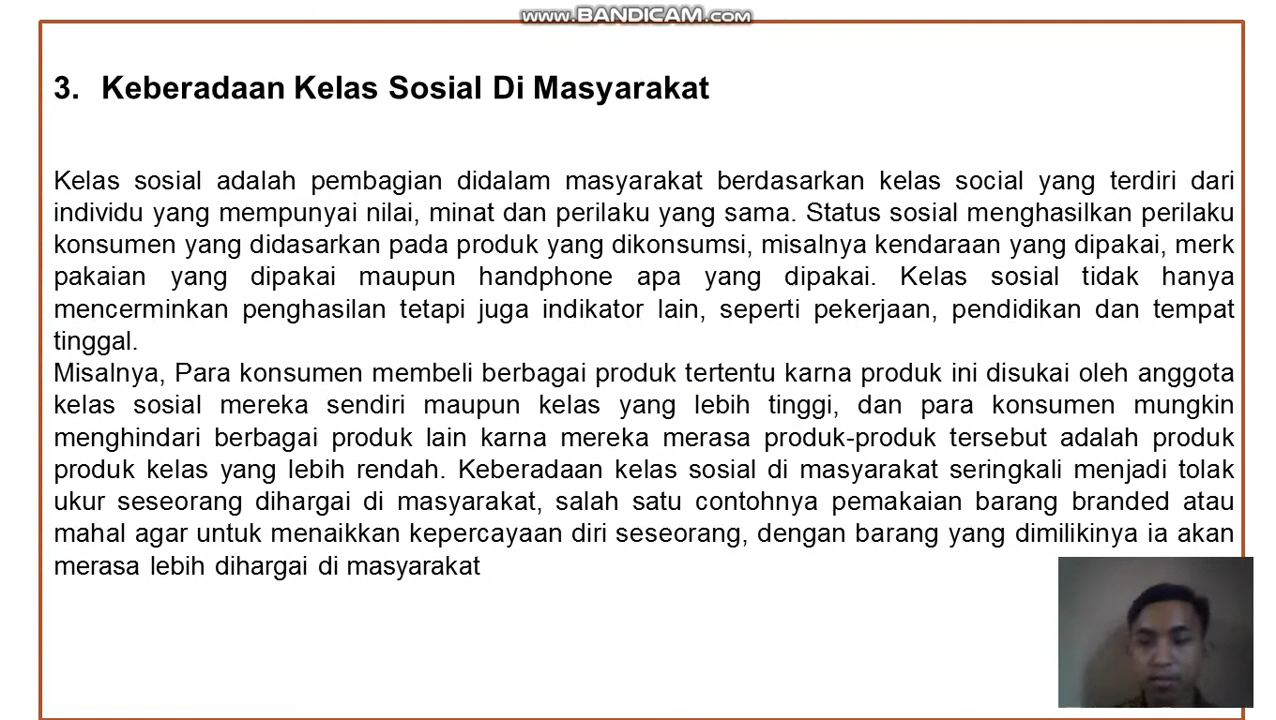 www.BANDICAM.com
3. Keberadaan Kelas Sosial Di Masyarakat
Kelas sosial adalah pembagian didalam masyarakat berdasarkan kelas social yang terdiri dari
individu yang mempunyai nilai, minat dan perilaku yang sama. Status sosial menghasilkan perilaku
konsumen yang didasarkan pada produk yang dikonsumsi, misalnya kendaraan yang dipakai, merk
pakaian yang dipakai maupun handphone apa yang dipakai. Kelas sosial tidak hanya
mencerminkan penghasilan tetapi juga indikator lain, seperti pekerjaan, pendidikan dan tempat
tinggal.
Misalnya, Para konsumen membeli berbagai produk tertentu karna produk ini disukai oleh anggota
kelas sosial mereka sendiri maupun kelas yang lebih tinggi, dan para konsumen mungkin
menghindari berbagai produk lain karna mereka merasa produk-produk tersebut adalah produk
produk kelas yang lebih rendah. Keberadaan kelas sosial di masyarakat seringkali menjadi tolak
ukur seseorang dihargai di masyarakat, salah satu contohnya pemakaian barang branded atau
mahal agar untuk menaikkan kepercayaan diri seseorang, dengan barang yang dimilikinya ia akan
merasa lebih dihargai di masyarakat